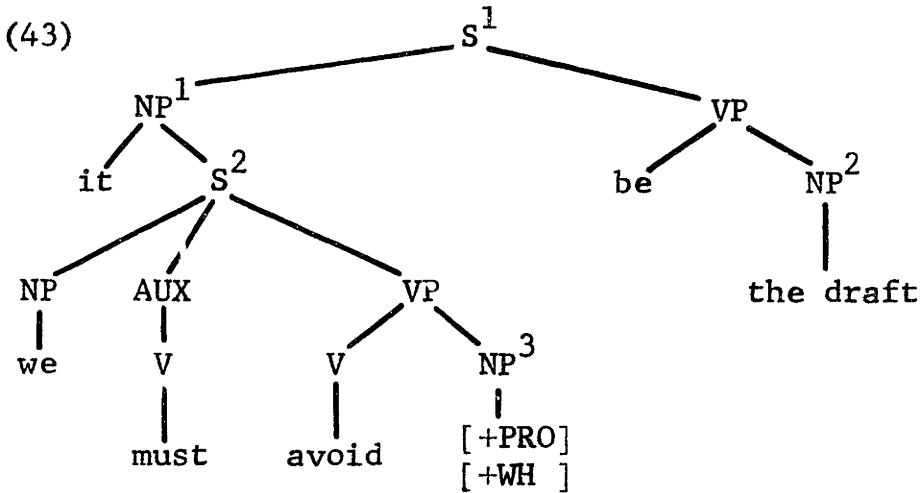 (43)
S1
NP1 VP
it S2 be NP2
NP AUX VP the draft
we V V NP3
must avoid [+PRO]
[+WH ]